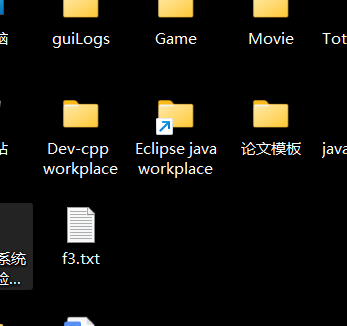 脑
guiLogs
Game
Movie
Tot
站
Dev-cpp
workplace
Eclipse java
workplace
论文模板
java
系统
检...
f3.txt